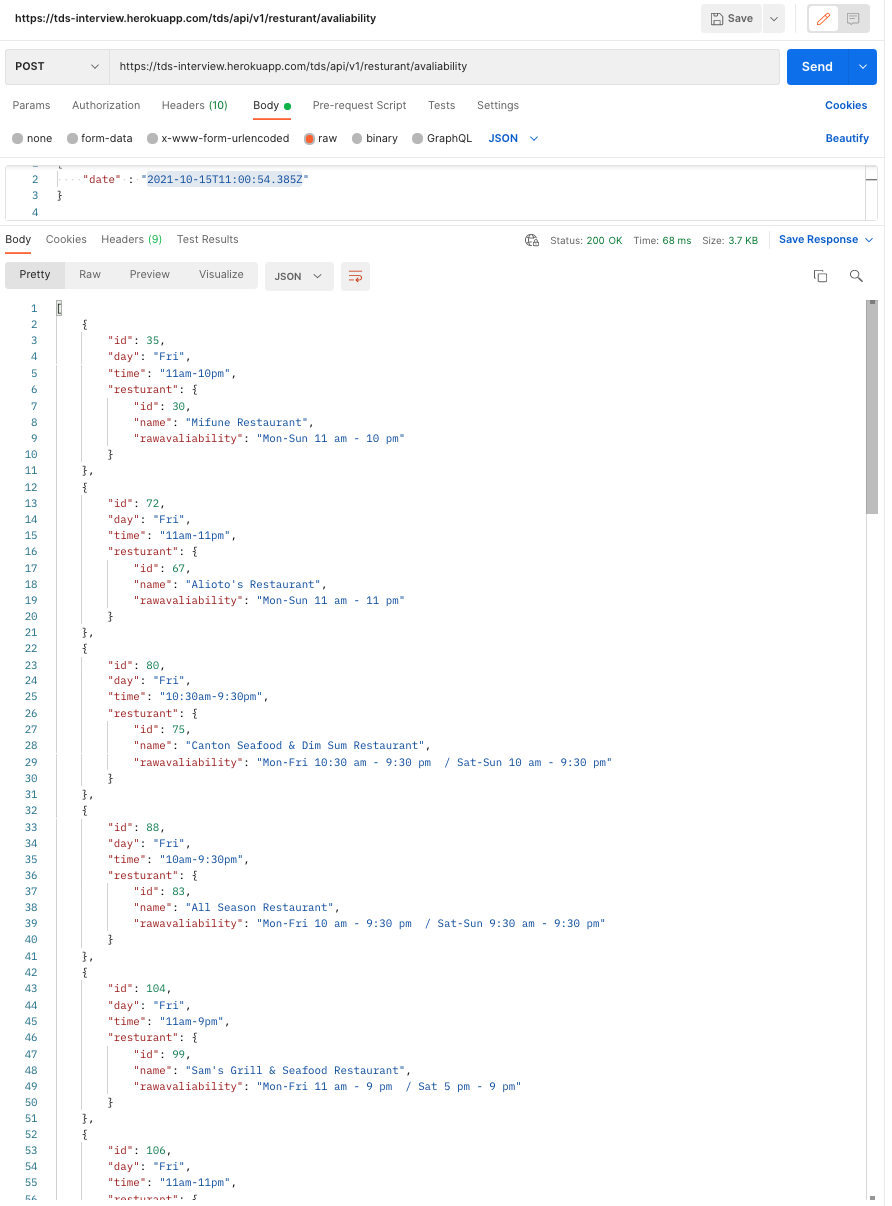 https://tds-interview.herokuapp.com/tds/api/v1/resturant/avaliability
Save
POST
https://tds-interview.herokuapp.com/tds/api/v1/resturant/avaliability
Send
Params Authorization Headers (10) Body Pre-request Script Tests Settings Cookies
none form-data x-www-form-urlencoded raw binary GraphQL JSON Beautify
2 "date" : "2021-10-15T11:00:54.385Z"
3 }
4
Body Cookies Headers (9) Test Results Status: 200 OK Time: 68 ms Size: 3.7 KB Save Response
Pretty Raw Preview Visualize JSON
1 [
2 {
3 "id": 35,
4 "day": "Fri",
5 "time": "11am-10pm",
6 "resturant": {
7 "id": 30,
8 "name": "Mifune Restaurant",
9 "rawavaliability": "Mon-Sun 11 am - 10 pm"
10 }
11 },
12 {
13 "id": 72,
14 "day": "Fri",
15 "time": "11am-11pm",
16 "resturant": {
17 "id": 67,
18 "name": "Alioto's Restaurant",
19 "rawavaliability": "Mon-Sun 11 am - 11 pm"
20 }
21 },
22 {
23 "id": 80,
24 "day": "Fri",
25 "time": "10:30am-9:30pm",
26 "resturant": {
27 "id": 75,
28 "name": "Canton Seafood & Dim Sum Restaurant",
29 "rawavaliability": "Mon-Fri 10:30 am - 9:30 pm  / Sat-Sun 10 am - 9:30 pm"
30 }
31 },
32 {
33 "id": 88,
34 "day": "Fri",
35 "time": "10am-9:30pm",
36 "resturant": {
37 "id": 83,
38 "name": "All Season Restaurant",
39 "rawavaliability": "Mon-Fri 10 am - 9:30 pm  / Sat-Sun 9:30 am - 9:30 pm"
40 }
41 },
42 {
43 "id": 104,
44 "day": "Fri",
45 "time": "11am-9pm",
46 "resturant": {
47 "id": 99,
48 "name": "Sam's Grill & Seafood Restaurant",
49 "rawavaliability": "Mon-Fri 11 am - 9 pm  / Sat 5 pm - 9 pm"
50 }
51 },
52 {
53 "id": 106,
54 "day": "Fri",
55 "time": "11am-11pm",
56 "resturant": {